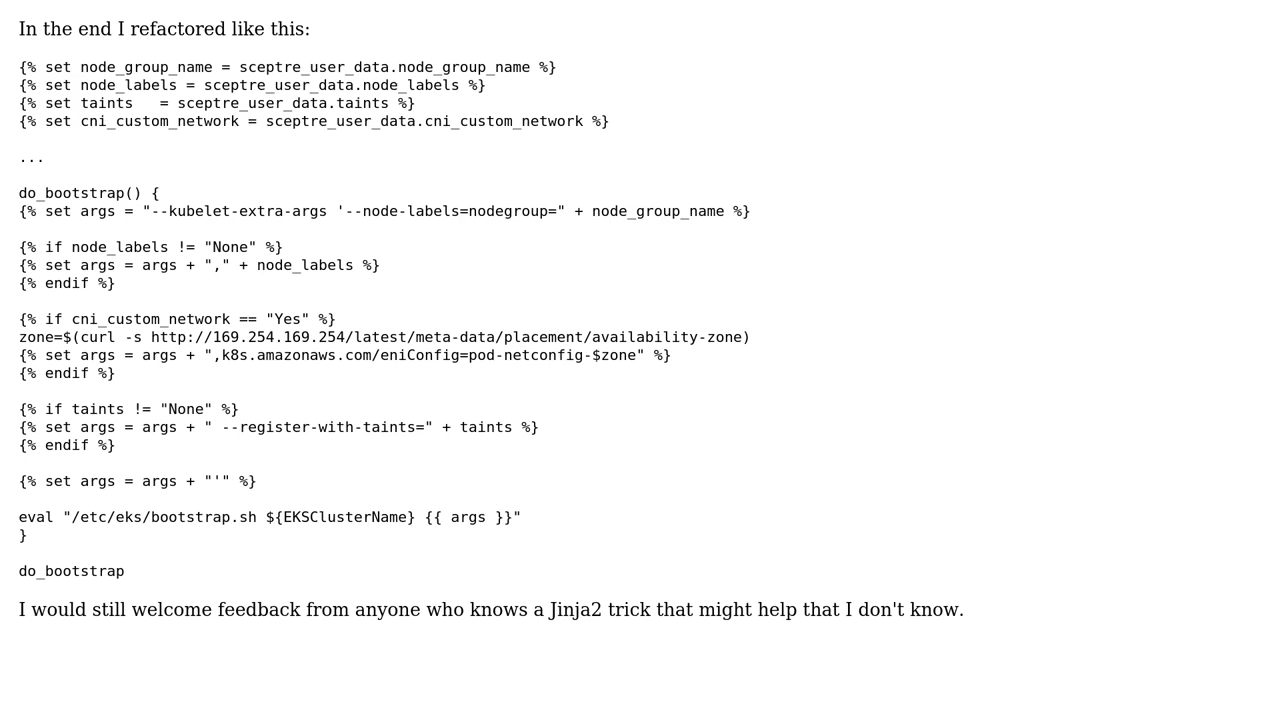 In the end I refactored like this:
{% set node_group_name = sceptre_user_data.node_group_name %}
{% set node_labels = sceptre_user_data.node_labels %}
{% set taints   = sceptre_user_data.taints %}
{% set cni_custom_network = sceptre_user_data.cni_custom_network %}
...
do_bootstrap() {
{% set args = "--kubelet-extra-args '--node-labels=nodegroup=" + node_group_name %}
{% if node_labels != "None" %}
{% set args = args + "," + node_labels %}
{% endif %}
{% if cni_custom_network == "Yes" %}
zone=$(curl -s http://169.254.169.254/latest/meta-data/placement/availability-zone)
{% set args = args + ",k8s.amazonaws.com/eniConfig=pod-netconfig-$zone" %}
{% endif %}
{% if taints != "None" %}
{% set args = args + " --register-with-taints=" + taints %}
{% endif %}
{% set args = args + "'" %}
eval "/etc/eks/bootstrap.sh ${EKSClusterName} {{ args }}"
}
do_bootstrap
I would still welcome feedback from anyone who knows a Jinja2 trick that might help that I don't know.